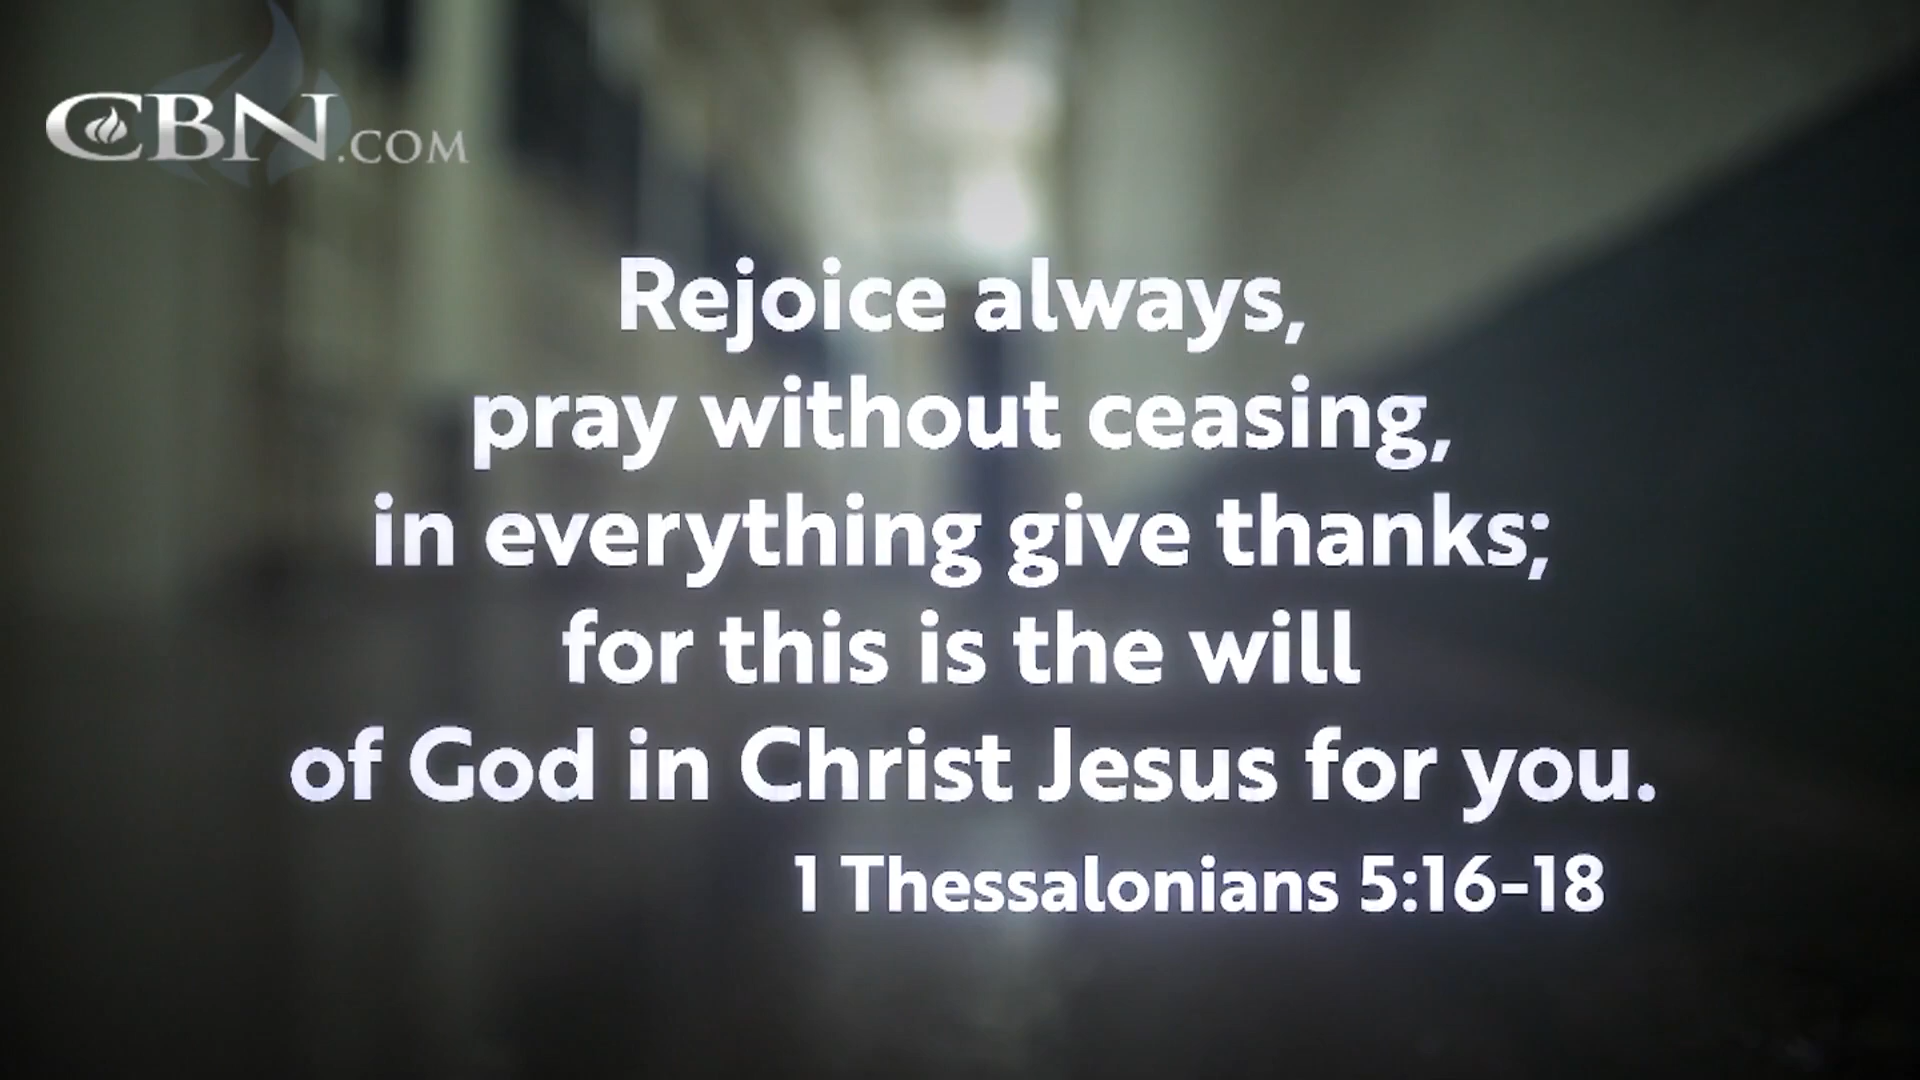 CBN.COM
Rejoice always,
pray without ceasing,
in everything give thanks;
for this is the will
of God in Christ Jesus for you.
1 Thessalonians 5:16-18